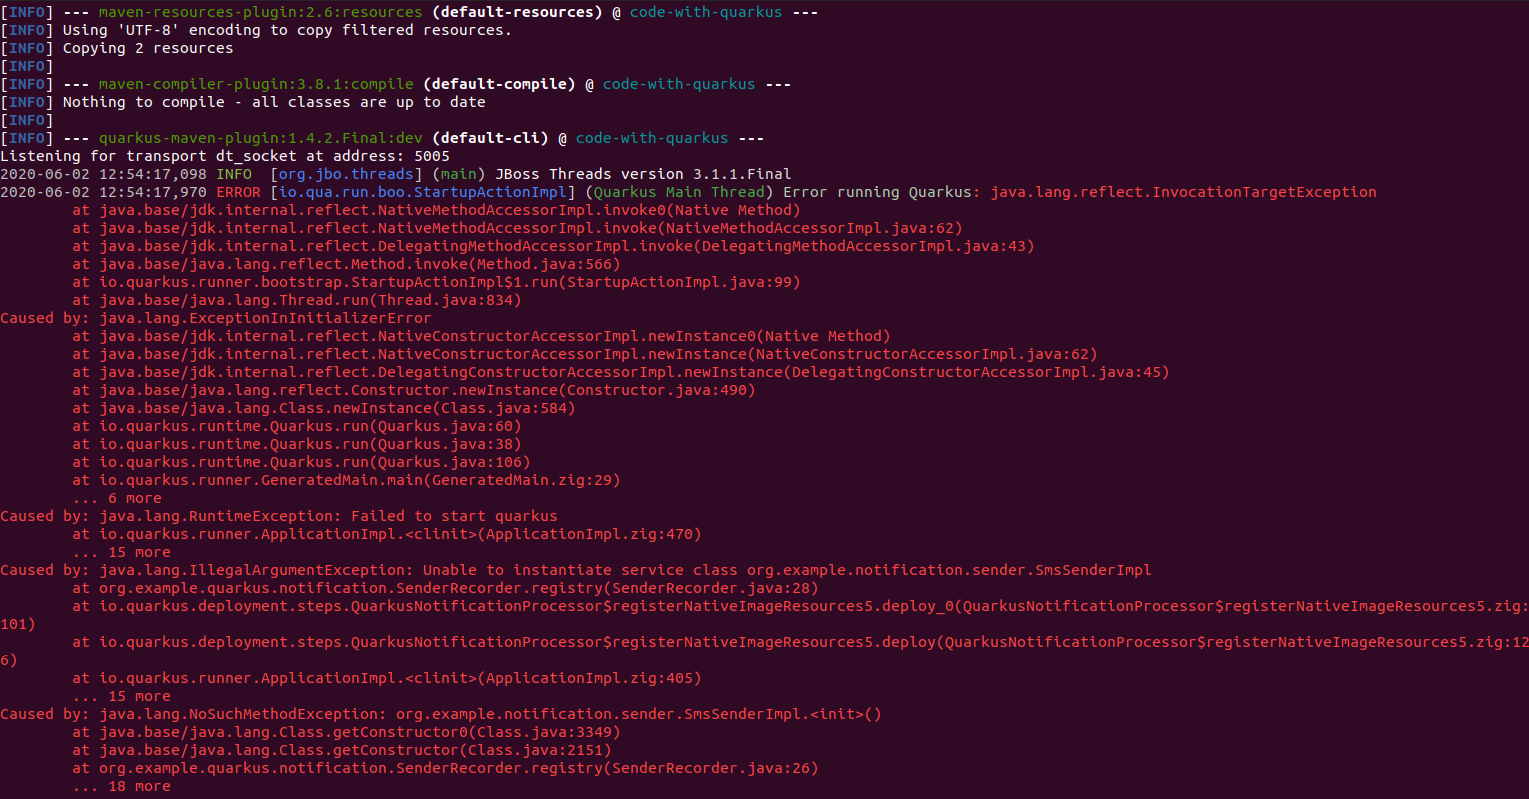 [INFO] --- maven-resources-plugin:2.6:resources (default-resources) @ code-with-quarkus ---
[INFO] Using 'UTF-8' encoding to copy filtered resources.
[INFO] Copying 2 resources
[INFO]
[INFO] --- maven-compiler-plugin:3.8.1:compile (default-compile) @ code-with-quarkus ---
[INFO] Nothing to compile - all classes are up to date
[INFO]
[INFO] --- quarkus-maven-plugin:1.4.2.Final:dev (default-cli) @ code-with-quarkus ---
Listening for transport dt_socket at address: 5005
2020-06-02 12:54:17,098 INFO  [org.jbo.threads] (main) JBoss Threads version 3.1.1.Final
2020-06-02 12:54:17,970 ERROR [io.qua.run.boo.StartupActionImpl] (Quarkus Main Thread) Error running Quarkus: java.lang.reflect.InvocationTargetException
        at java.base/jdk.internal.reflect.NativeMethodAccessorImpl.invoke0(Native Method)
        at java.base/jdk.internal.reflect.NativeMethodAccessorImpl.invoke(NativeMethodAccessorImpl.java:62)
        at java.base/jdk.internal.reflect.DelegatingMethodAccessorImpl.invoke(DelegatingMethodAccessorImpl.java:43)
        at java.base/java.lang.reflect.Method.invoke(Method.java:566)
        at io.quarkus.runner.bootstrap.StartupActionImpl$1.run(StartupActionImpl.java:99)
        at java.base/java.lang.Thread.run(Thread.java:834)
Caused by: java.lang.ExceptionInInitializerError
        at java.base/jdk.internal.reflect.NativeConstructorAccessorImpl.newInstance0(Native Method)
        at java.base/jdk.internal.reflect.NativeConstructorAccessorImpl.newInstance(NativeConstructorAccessorImpl.java:62)
        at java.base/jdk.internal.reflect.DelegatingConstructorAccessorImpl.newInstance(DelegatingConstructorAccessorImpl.java:45)
        at java.base/java.lang.reflect.Constructor.newInstance(Constructor.java:490)
        at java.base/java.lang.Class.newInstance(Class.java:584)
        at io.quarkus.runtime.Quarkus.run(Quarkus.java:60)
        at io.quarkus.runtime.Quarkus.run(Quarkus.java:38)
        at io.quarkus.runtime.Quarkus.run(Quarkus.java:106)
        at io.quarkus.runner.GeneratedMain.main(GeneratedMain.zig:29)
        ... 6 more
Caused by: java.lang.RuntimeException: Failed to start quarkus
        at io.quarkus.runner.ApplicationImpl.<clinit>(ApplicationImpl.zig:470)
        ... 15 more
Caused by: java.lang.IllegalArgumentException: Unable to instantiate service class org.example.notification.sender.SmsSenderImpl
        at org.example.quarkus.notification.SenderRecorder.registry(SenderRecorder.java:28)
        at io.quarkus.deployment.steps.QuarkusNotificationProcessor$registerNativeImageResources5.deploy_0(QuarkusNotificationProcessor$registerNativeImageResources5.zig:
101)
        at io.quarkus.deployment.steps.QuarkusNotificationProcessor$registerNativeImageResources5.deploy(QuarkusNotificationProcessor$registerNativeImageResources5.zig:12
6)
        at io.quarkus.runner.ApplicationImpl.<clinit>(ApplicationImpl.zig:405)
        ... 15 more
Caused by: java.lang.NoSuchMethodException: org.example.notification.sender.SmsSenderImpl.<init>()
        at java.base/java.lang.Class.getConstructor0(Class.java:3349)
        at java.base/java.lang.Class.getConstructor(Class.java:2151)
        at org.example.quarkus.notification.SenderRecorder.registry(SenderRecorder.java:26)
        ... 18 more